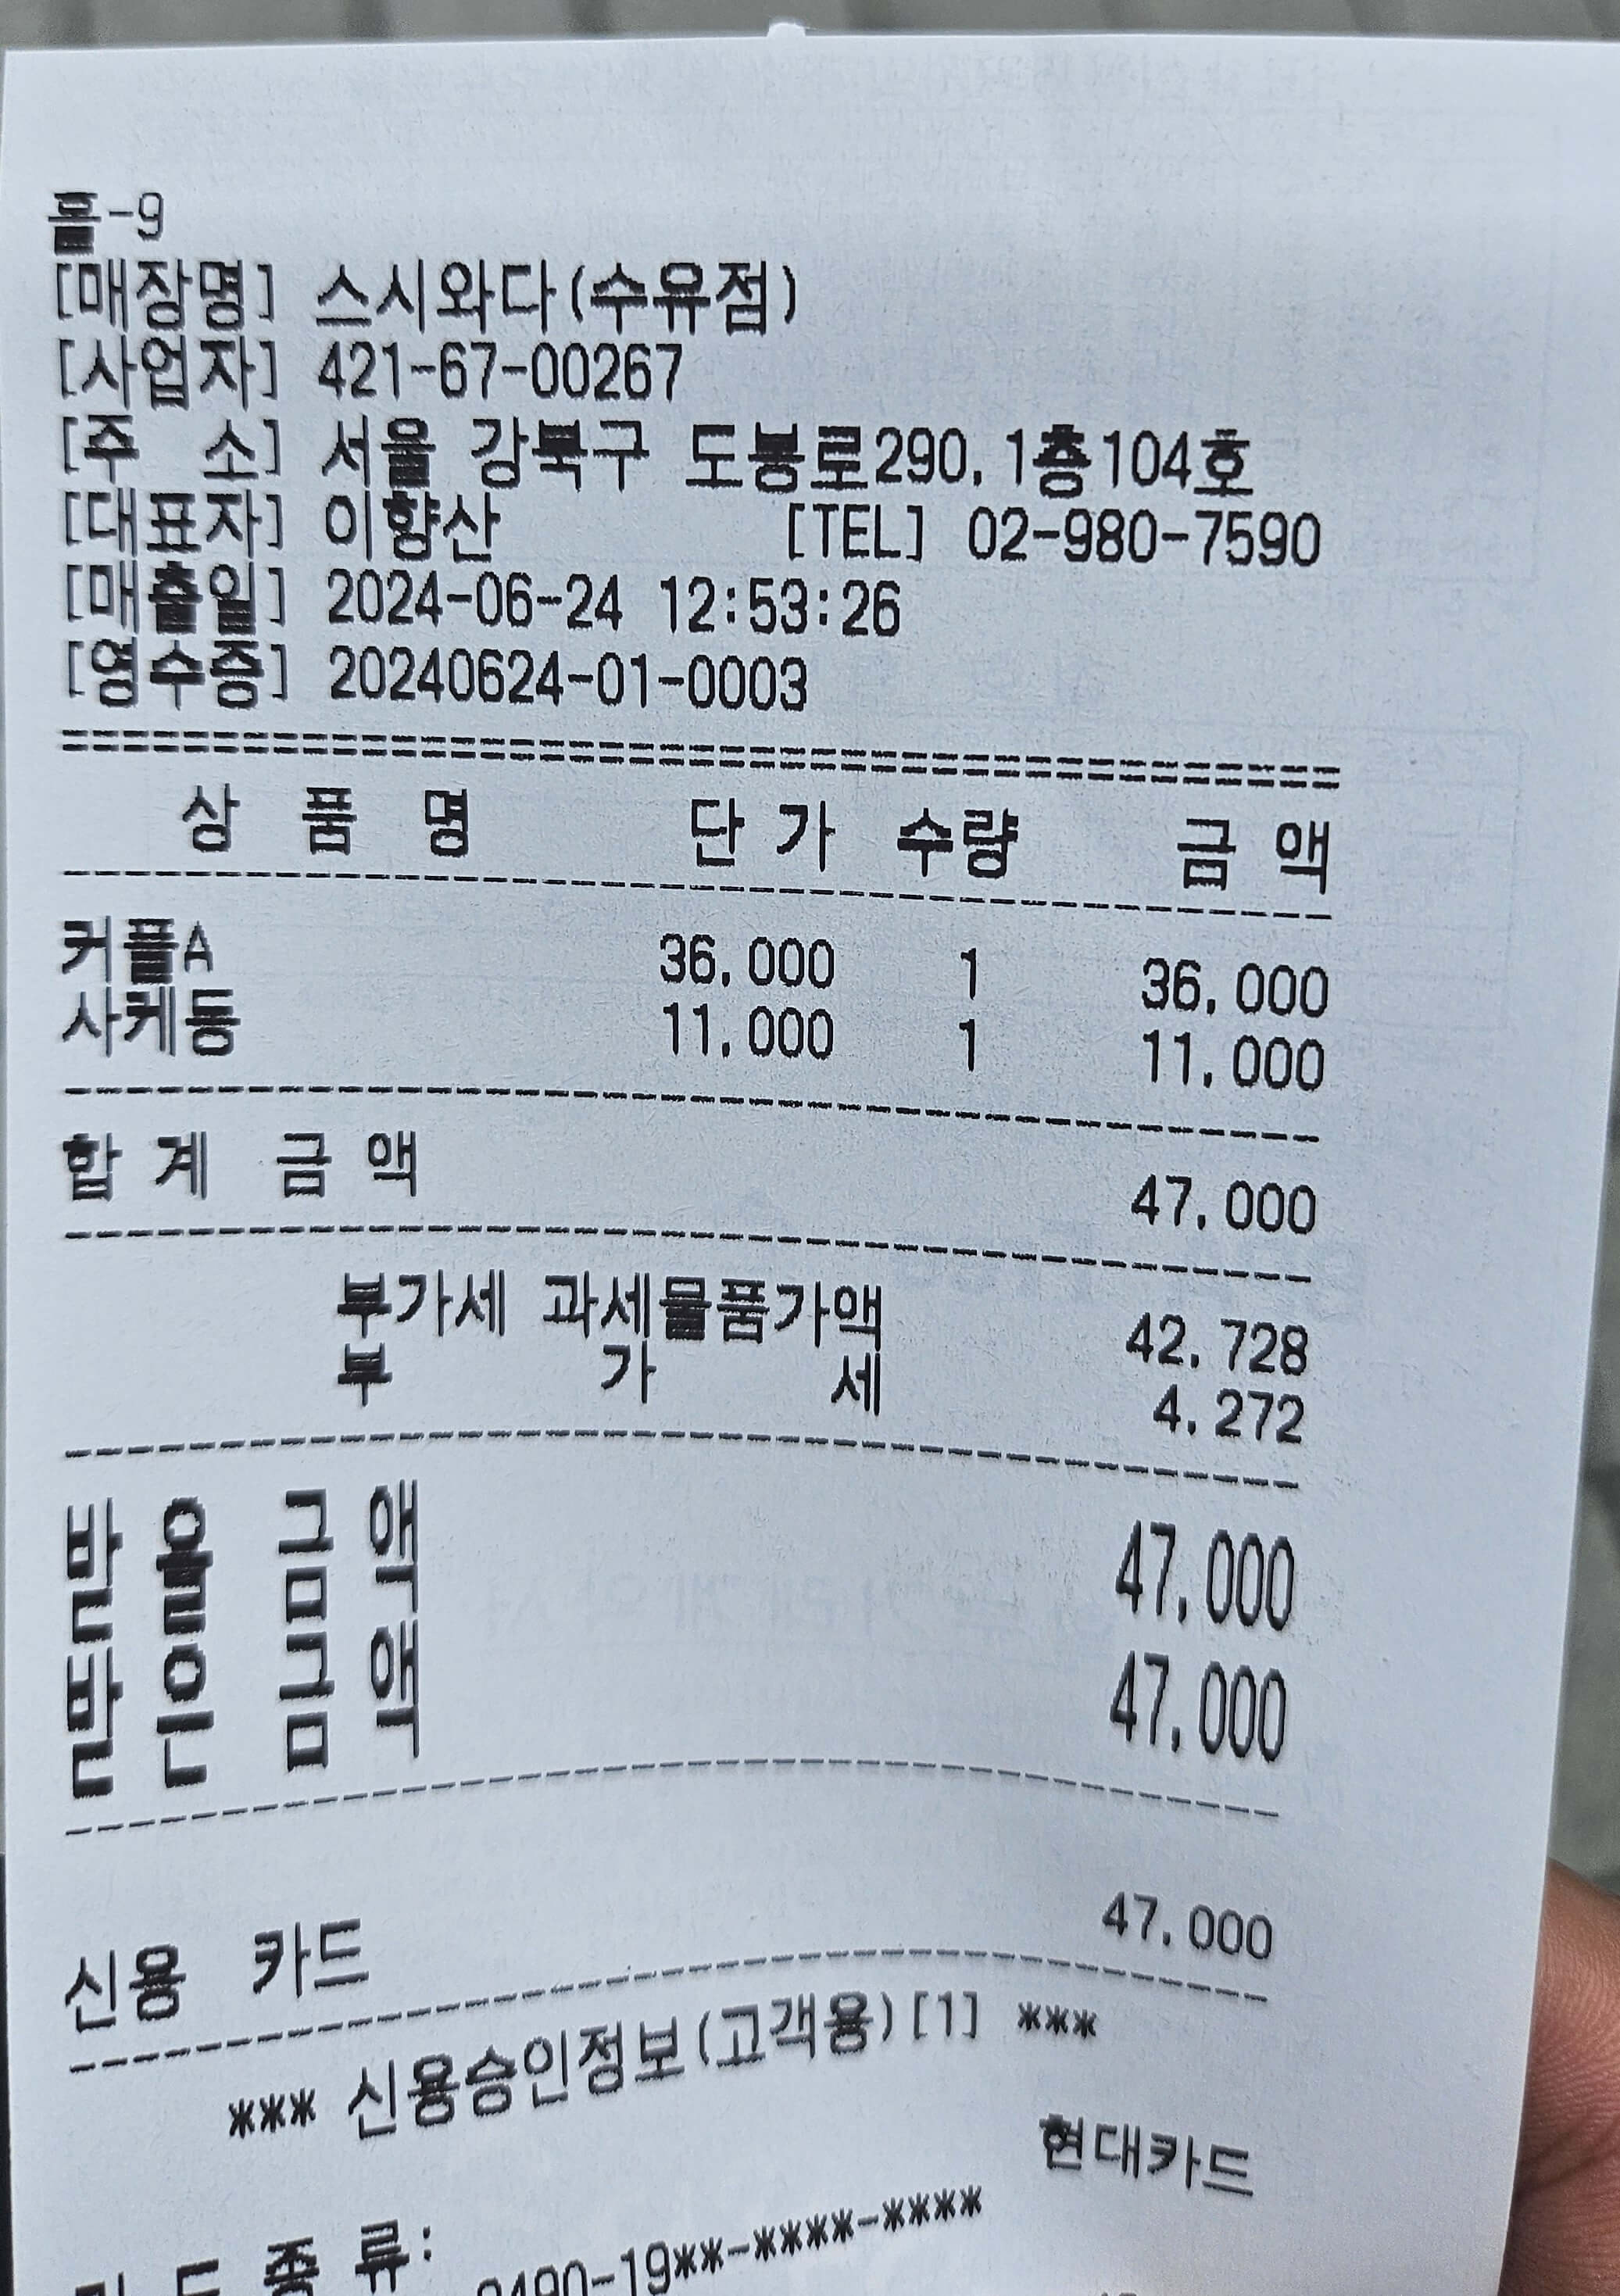 홀-9
[매장명] 스시와다(수유점)
[사업자] 421-67-00267
[주 소] 서울 강북구 도봉로290, 1층104호
[대표자] 이향산 [TEL] 02-980-7590
[매출일] 2024-06-24 12:53:26
[영수증] 20240624-01-0003
상 품 명 단 가 수량 금 액
커플A 36,000 1 36,000
사케동 11,000 1 11,000
합 계 금 액 47,000
부가세 과세물품가액 42,728
부 가 세 4,272
받 을 금 액 47,000
받 은 금 액 47,000
신용 카드 47,000
*** 신용승인정보(고객용)[1] ***
현대카드
카 드 종 류:
-19**-****-****